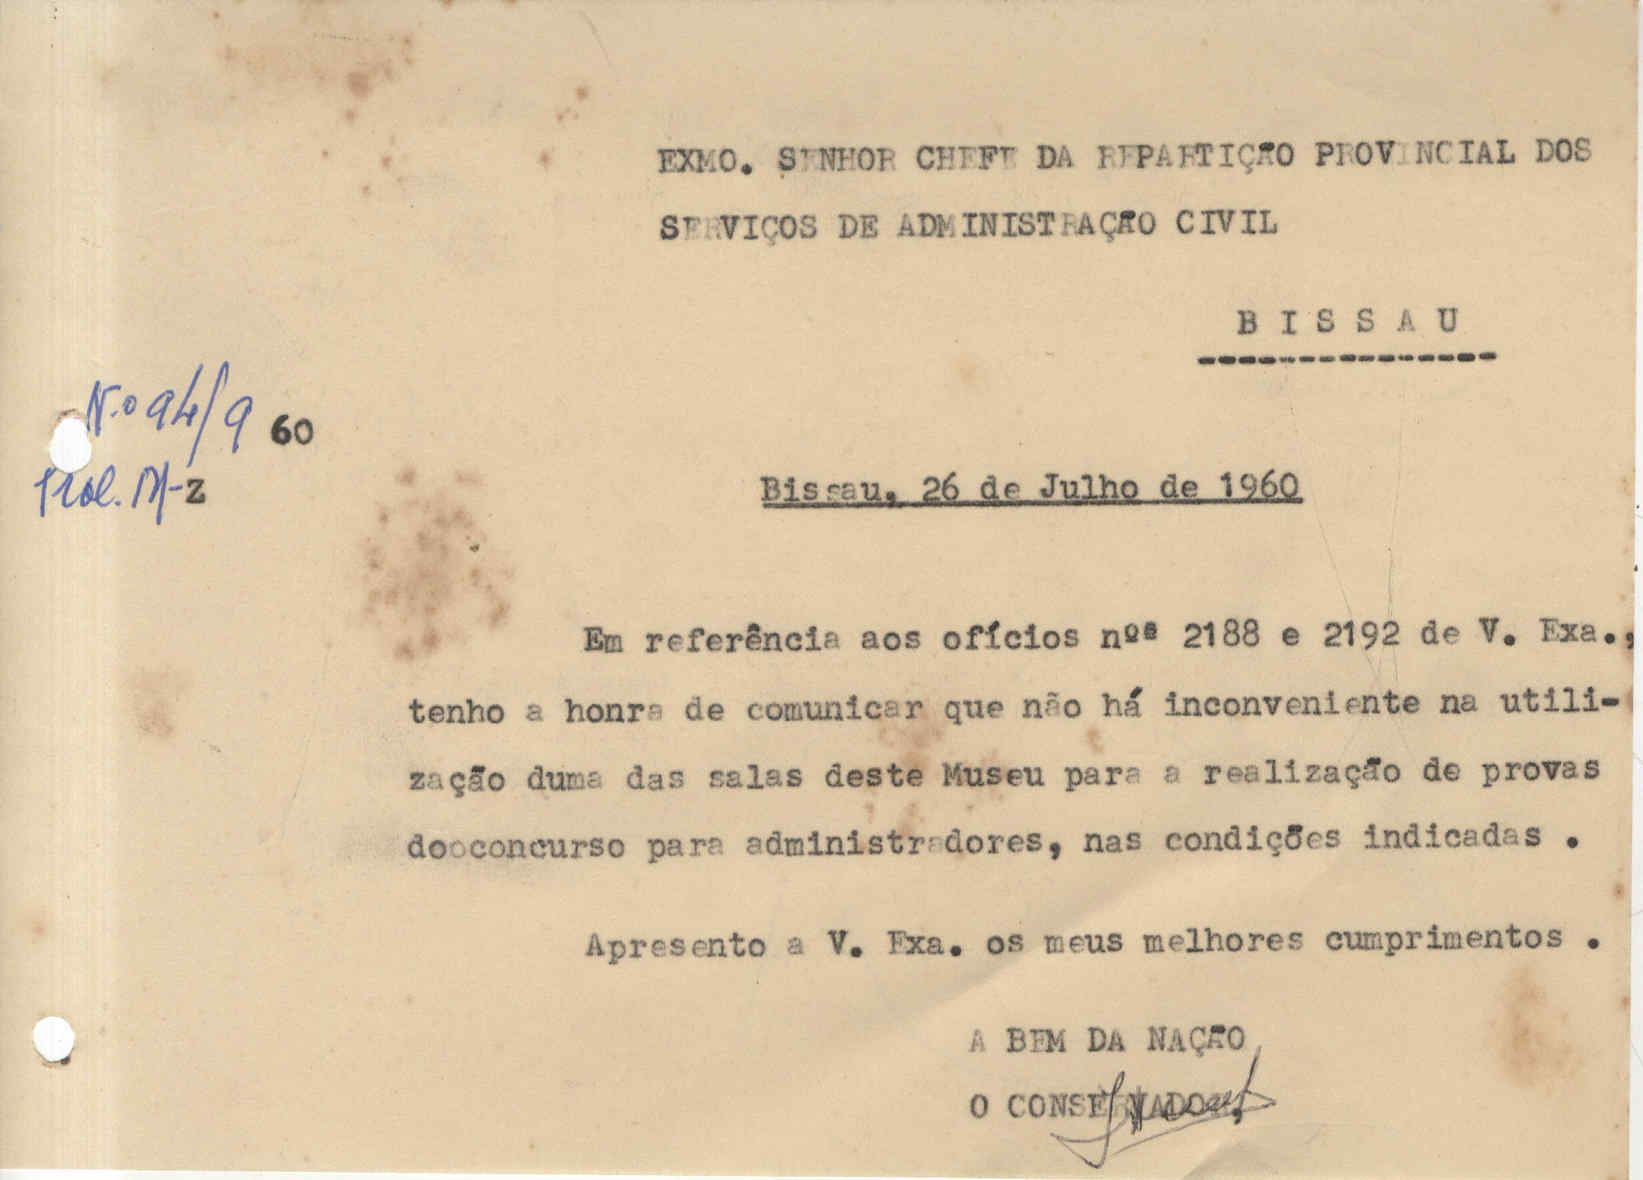 EXMO. SENHOR CHEFE DA REPARTIÇÃO PROVINCIAL DOS
SERVIÇOS DE ADMINISTRAÇÃO CIVIL
B I S S A U
N.º 94/9 60
Prol. M-Z
Bissau, 26 de Julho de 1960
Em referência aos ofícios nºs 2188 e 2192 de V. Exa.,
tenho a honra de comunicar que não há inconveniente na utili-
zação duma das salas deste Museu para a realização de provas
dooconcurso para administradores, nas condições indicadas .
Apresento a V. Exa. os meus melhores cumprimentos .
A BEM DA NAÇÃO
O CONSERVADOR,